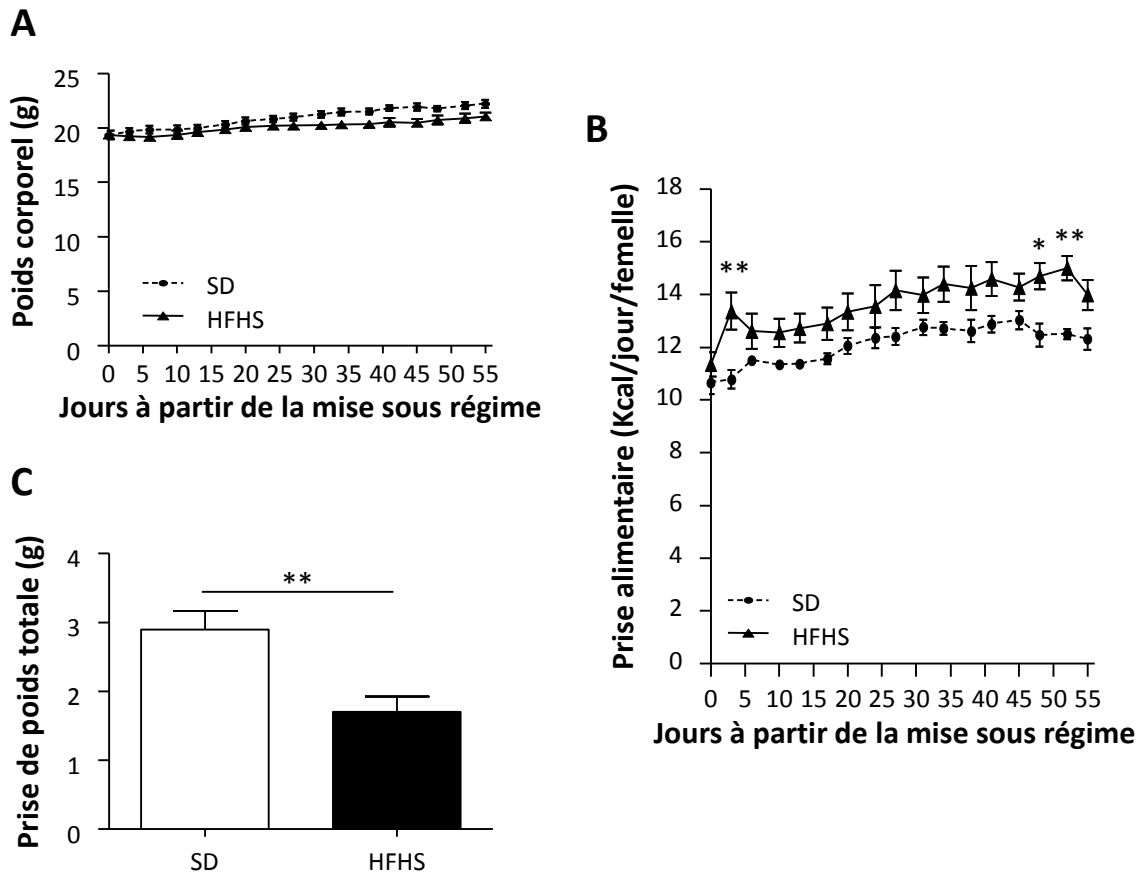 A
Poids corporel (g)
25
20
15
10
5
0
SD
HFHS
0 5 10 15 20 25 30 35 40 45 50 55
Jours à partir de la mise sous régime
B
Prise alimentaire (Kcal/jour/femelle)
18
16
14
12
10
8
6
4
2
0
**
*
**
SD
HFHS
0 5 10 15 20 25 30 35 40 45 50 55
Jours à partir de la mise sous régime
C
Prise de poids totale (g)
4
3
2
1
0
**
SD
HFHS